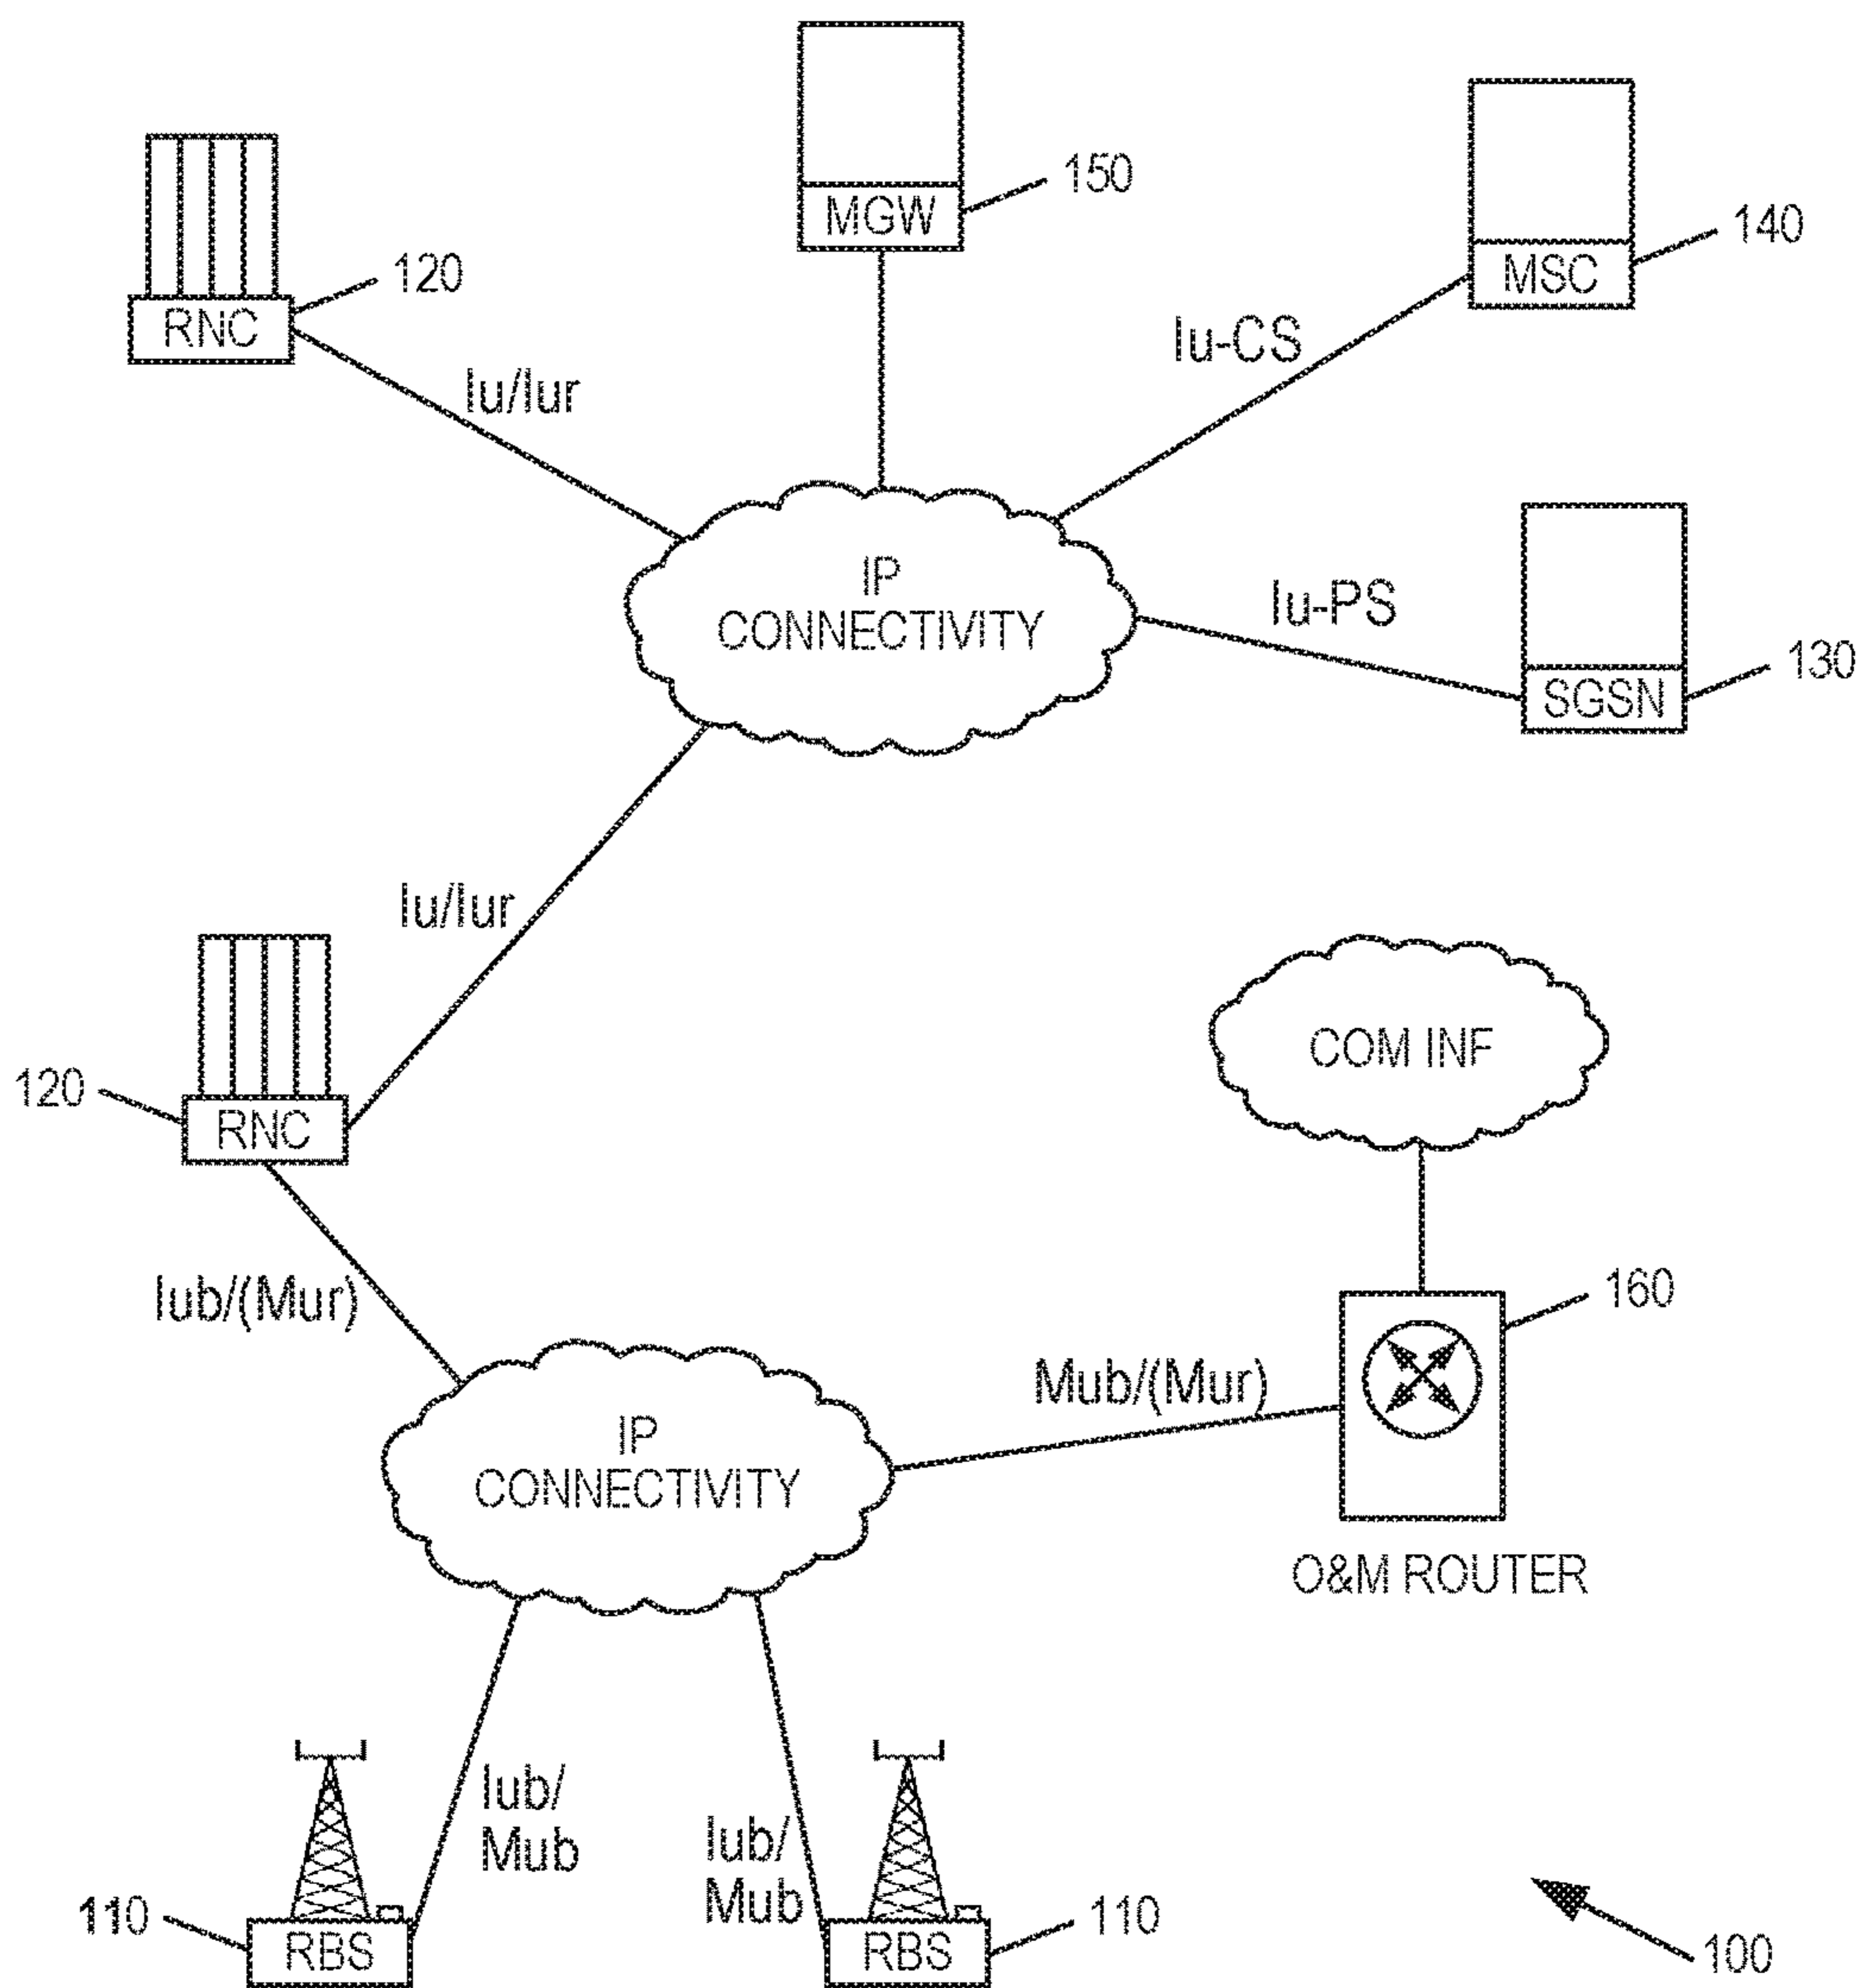 150
MGW
140
MSC
120
RNC
Iu-CS
Iu/Iur
IP
CONNECTIVITY
Iu-PS
130
SGSN
Iu/Iur
COM INF
120
RNC
Iub/(Mur)
160
Mub/(Mur)
IP
CONNECTIVITY
O&M ROUTER
Iub/
Mub
Iub/
Mub
110
RBS
RBS
110
100